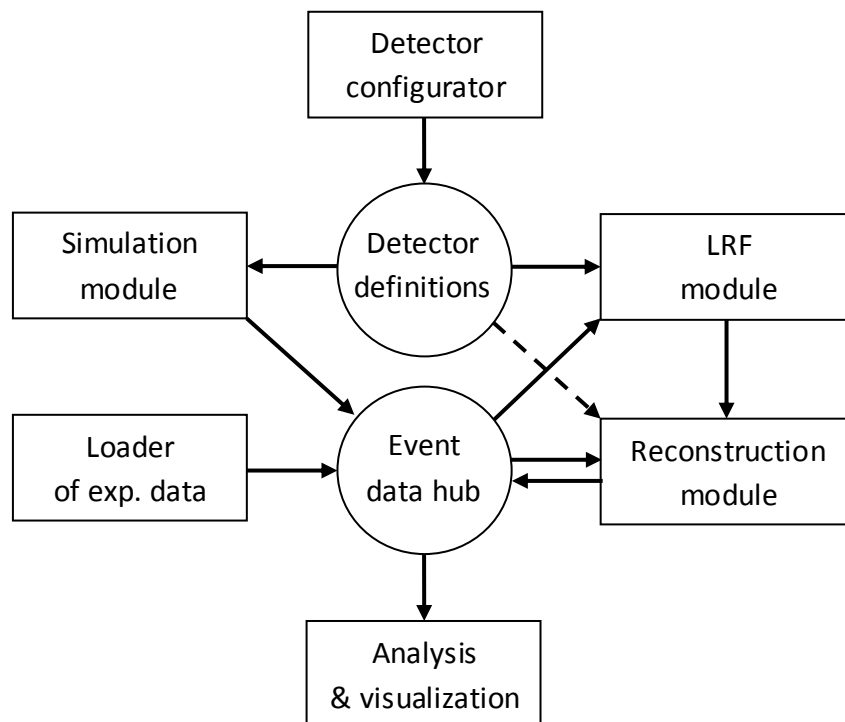 Detector
configurator
Simulation
module
Detector
definitions
LRF
module
Loader
of exp. data
Event
data hub
Reconstruction
module
Analysis
& visualization